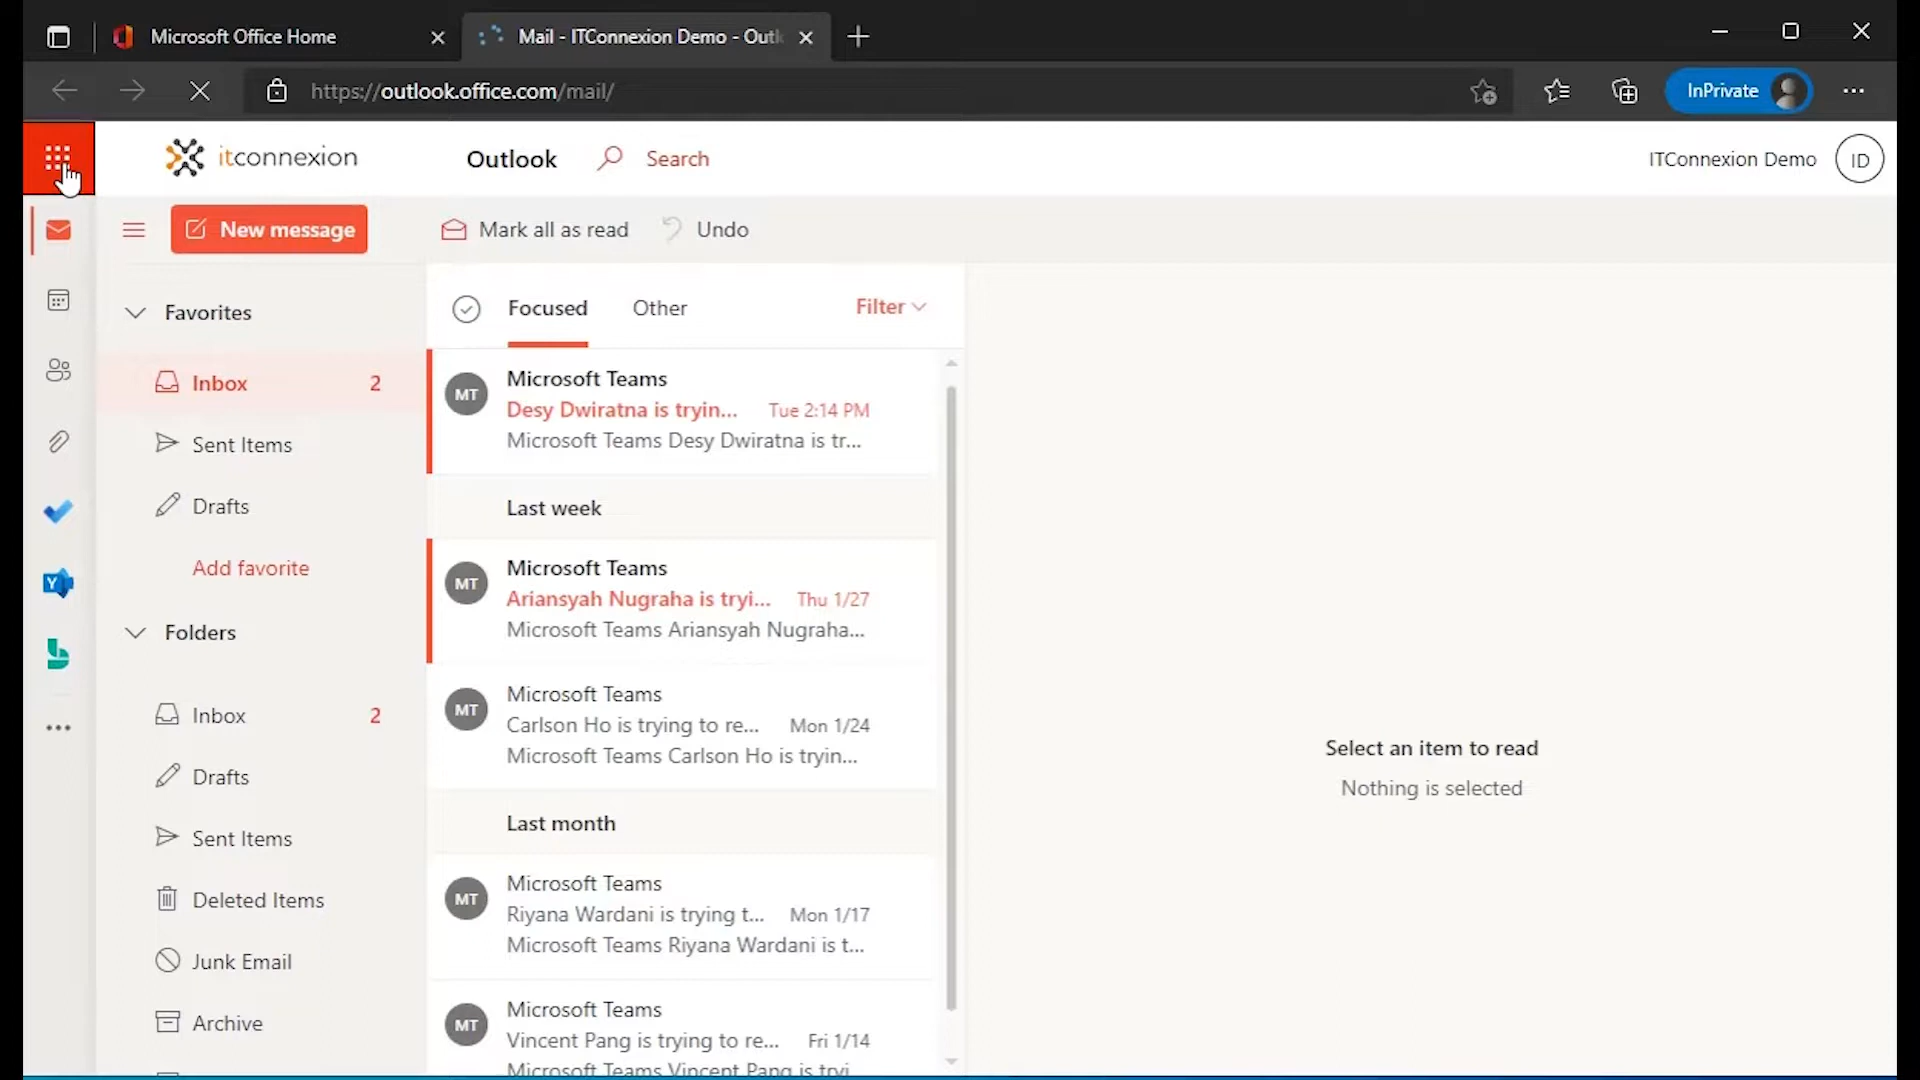 Microsoft Office Home
Mail - ITConnexion Demo - Outl
https://outlook.office.com/mail/
InPrivate
itconnexion
Outlook
Search
ITConnexion Demo
ID
New message
Mark all as read
Undo
Favorites
Inbox 2
Sent Items
Drafts
Add favorite
Folders
Inbox 2
Drafts
Sent Items
Deleted Items
Junk Email
Archive
Focused
Other
Filter
MT
Microsoft Teams
Desy Dwiratna is tryin... Tue 2:14 PM
Microsoft Teams Desy Dwiratna is tr...
Last week
MT
Microsoft Teams
Ariansyah Nugraha is tryi... Thu 1/27
Microsoft Teams Ariansyah Nugraha...
MT
Microsoft Teams
Carlson Ho is trying to re... Mon 1/24
Microsoft Teams Carlson Ho is tryin...
Last month
MT
Microsoft Teams
Riyana Wardani is trying t... Mon 1/17
Microsoft Teams Riyana Wardani is t...
MT
Microsoft Teams
Vincent Pang is trying to re... Fri 1/14
Microsoft Teams Vincent Pang is tryi
Select an item to read
Nothing is selected